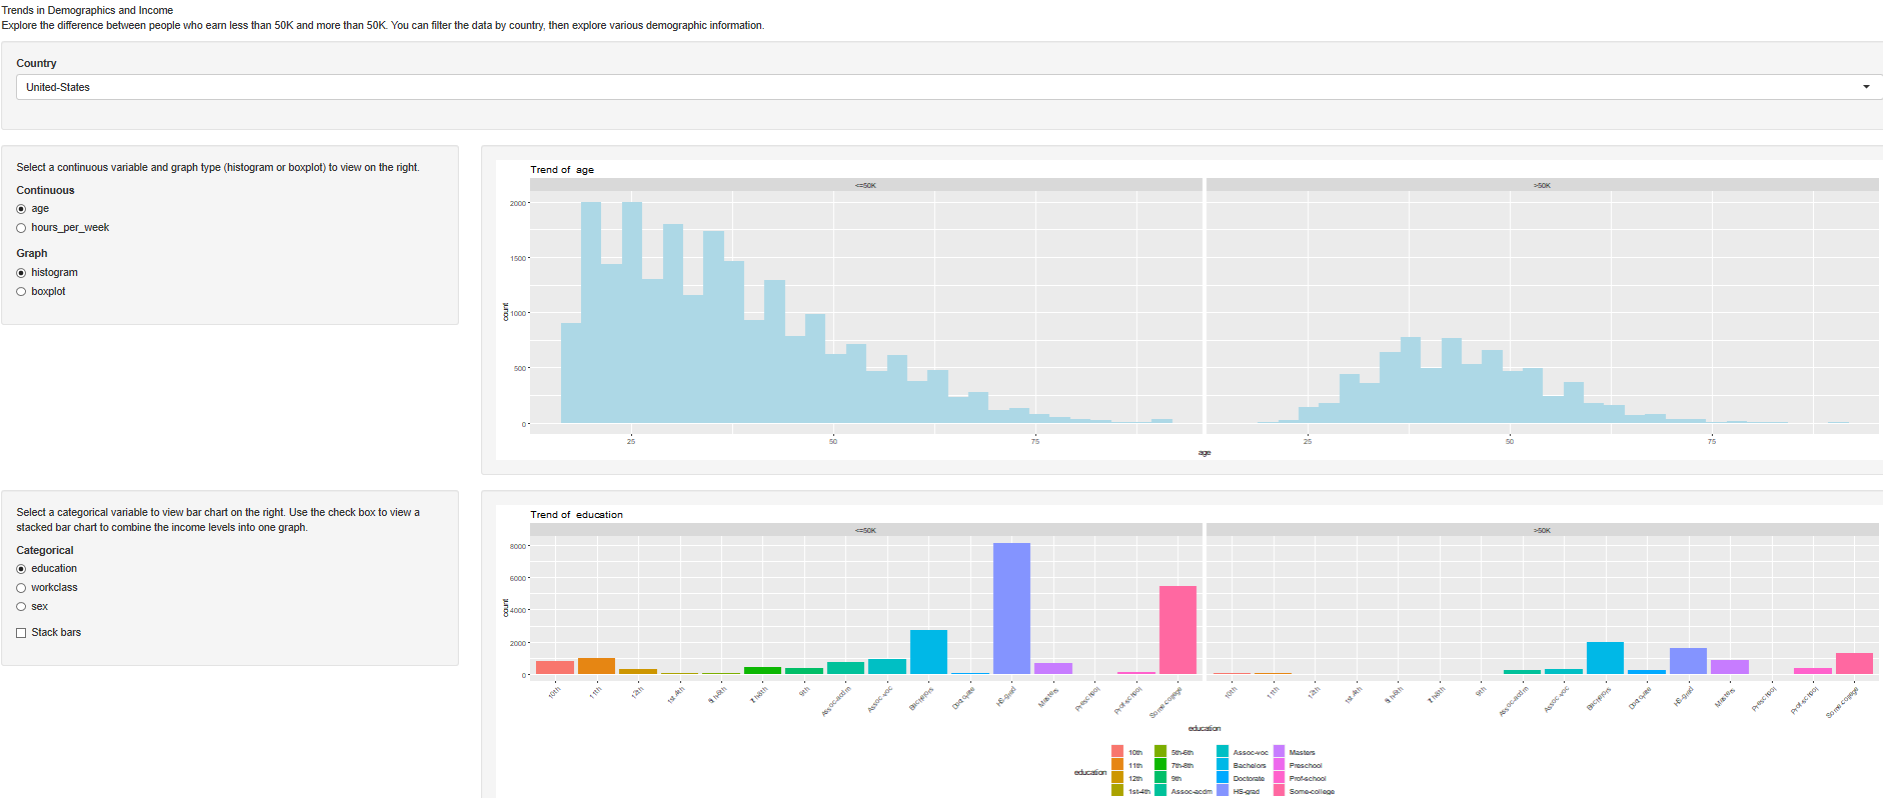 Trends in Demographics and Income
Explore the difference between people who earn less than 50K and more than 50K. You can filter the data by country, then explore various demographic information.
Country
United-States
Select a continuous variable and graph type (histogram or boxplot) to view on the right.
Continuous
age
hours_per_week
Graph
histogram
boxplot
Trend of age
<=50K
>50K
2000
1500
1000
500
0
count
25
50
75
25
50
75
age
Select a categorical variable to view bar chart on the right. Use the check box to view a
stacked bar chart to combine the income levels into one graph.
Categorical
education
workclass
sex
Stack bars
Trend of education
<=50K
>50K
8000
6000
4000
2000
0
count
10th
11th
12th
1st-4th
5th-6th
7th-8th
9th
Assoc-acdm
Assoc-voc
Bachelors
Doctorate
HS-grad
Masters
Preschool
Prof-school
Some-college
10th
11th
12th
1st-4th
5th-6th
7th-8th
9th
Assoc-acdm
Assoc-voc
Bachelors
Doctorate
HS-grad
Masters
Preschool
Prof-school
Some-college
education
education
10th
5th-6th
Assoc-voc
Masters
11th
7th-8th
Bachelors
Preschool
12th
9th
Doctorate
Prof-school
1st-4th
Assoc-acdm
HS-grad
Some-college